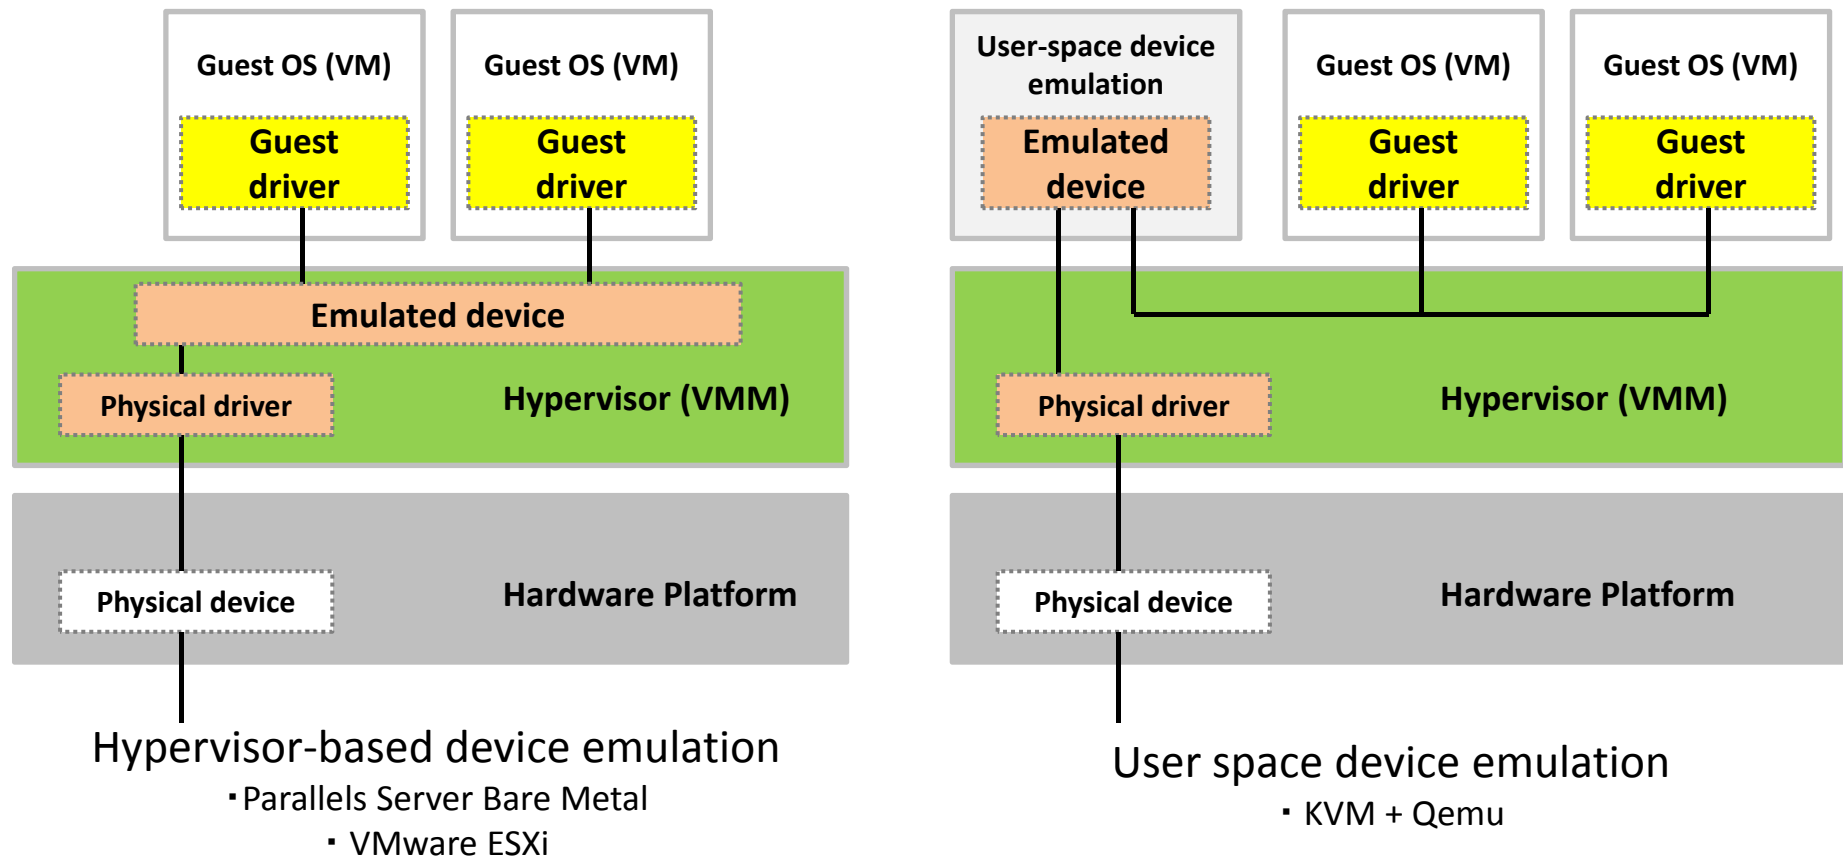 Guest OS (VM)
Guest
driver
Guest OS (VM)
Guest
driver
Emulated device
Physical driver
Hypervisor (VMM)
Physical device
Hardware Platform
Hypervisor-based device emulation
▪Parallels Server Bare Metal
▪ VMware ESXi
User-space device
emulation
Emulated
device
Guest OS (VM)
Guest
driver
Guest OS (VM)
Guest
driver
Physical driver
Hypervisor (VMM)
Physical device
Hardware Platform
User space device emulation
▪ KVM + Qemu